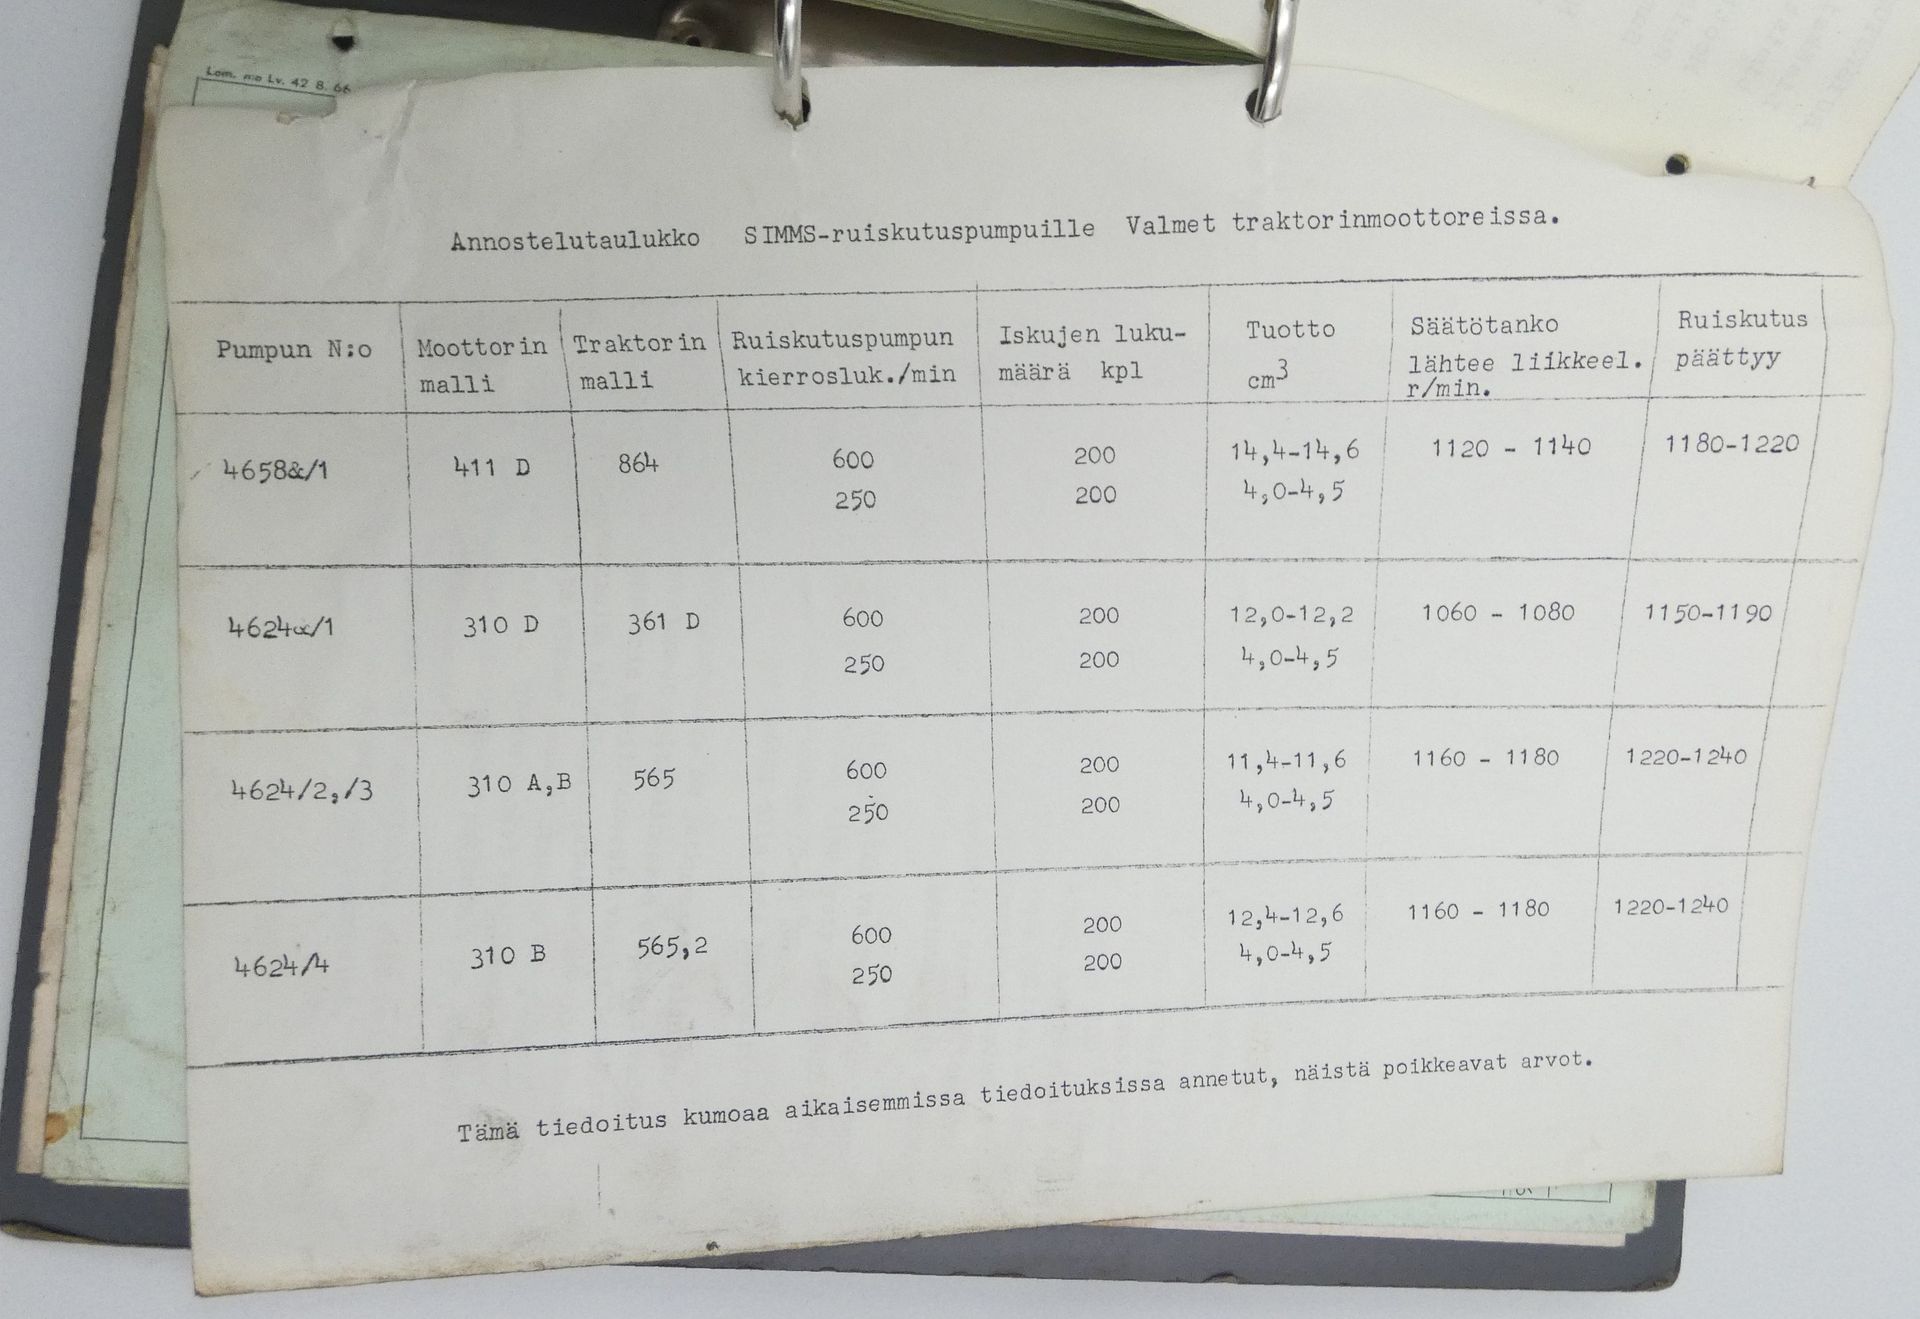 Lom. n:o Lv. 42 8. 66
Annostelutaulukko SIMMS-ruiskutuspumpuille Valmet traktorinmoottoreissa.
Pumpun N:o Moottorin malli Traktorin malli Ruiskutuspumpun kierrosluk./min Iskujen luku-määrä kpl Tuotto cm3 Säätötanko lähtee liikkeel. r/min. Ruiskutus päättyy
4658&/1 411 D 864 600 200 14,4-14,6 1120 - 1140 1180-1220
250 200 4,0-4,5
4624α/1 310 D 361 D 600 200 12,0-12,2 1060 - 1080 1150-1190
250 200 4,0-4,5
4624/2,/3 310 A,B 565 600 200 11,4-11,6 1160 - 1180 1220-1240
250 200 4,0-4,5
4624/4 310 B 565,2 600 200 12,4-12,6 1160 - 1180 1220-1240
250 200 4,0-4,5
Tämä tiedoitus kumoaa aikaisemmissa tiedoituksissa annetut, näistä poikkeavat arvot.